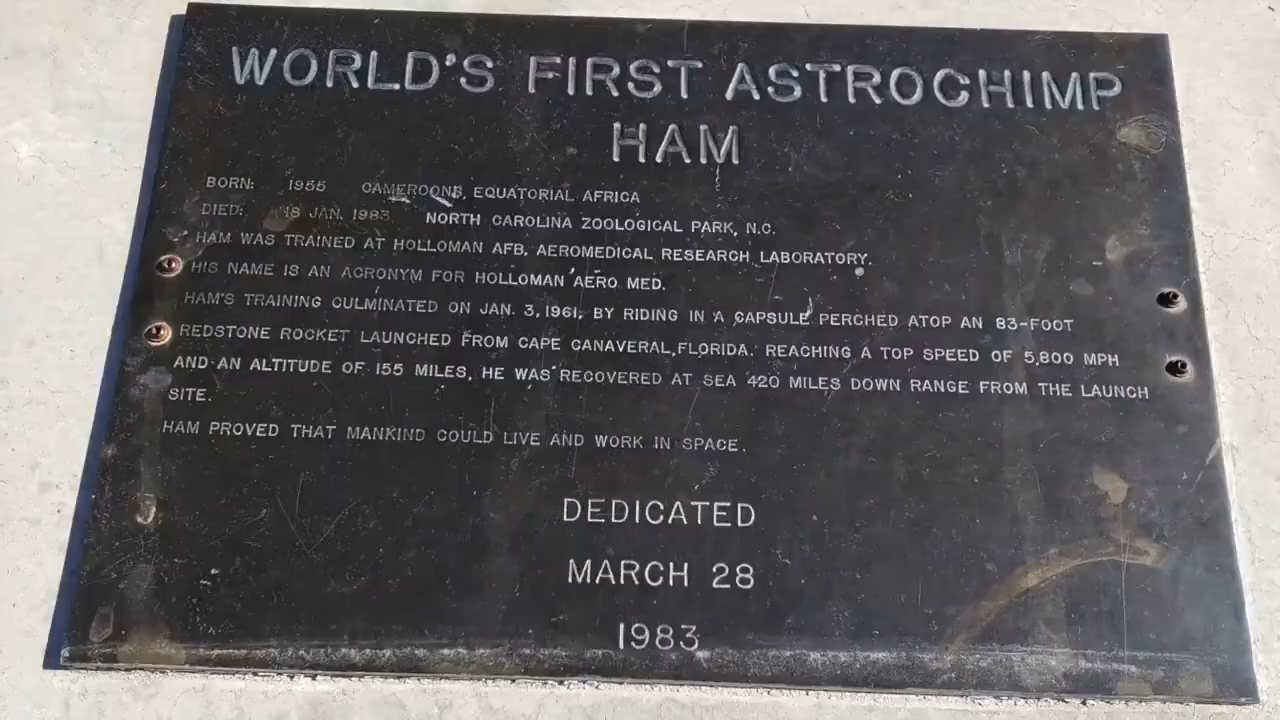 WORLD'S FIRST ASTROCHIMP
HAM
BORN: 1955 CAMEROONS, EQUATORIAL AFRICA
DIED: 18 JAN. 1983 NORTH CAROLINA ZOOLOGICAL PARK, N.C.
HAM WAS TRAINED AT HOLLOMAN AFB, AEROMEDICAL RESEARCH LABORATORY.
HIS NAME IS AN ACRONYM FOR HOLLOMAN AERO MED.
HAM'S TRAINING CULMINATED ON JAN. 3, 1961, BY RIDING IN A CAPSULE PERCHED ATOP AN 83-FOOT
REDSTONE ROCKET LAUNCHED FROM CAPE CANAVERAL, FLORIDA. REACHING A TOP SPEED OF 5,800 MPH
AND AN ALTITUDE OF 155 MILES, HE WAS RECOVERED AT SEA 420 MILES DOWN RANGE FROM THE LAUNCH
SITE.
HAM PROVED THAT MANKIND COULD LIVE AND WORK IN SPACE.
DEDICATED
MARCH 28
1983